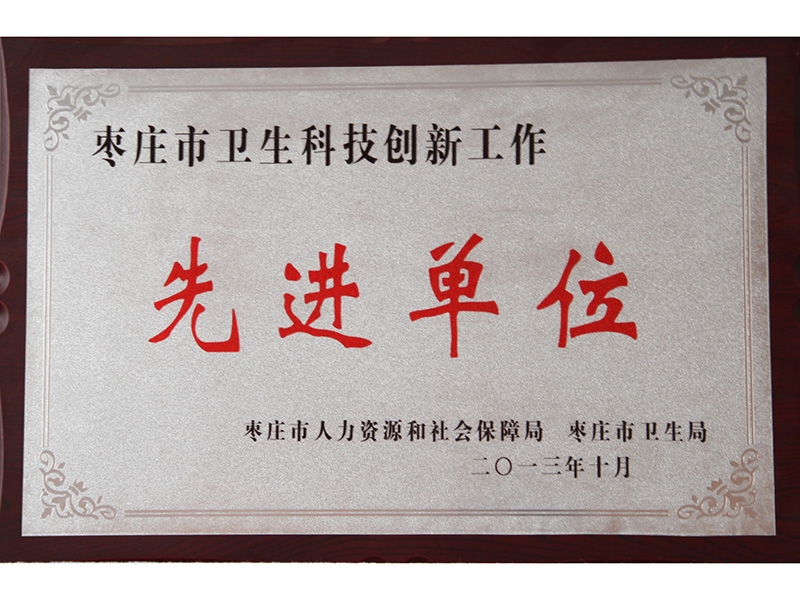 枣庄市卫生科技创新工作
先进单位
枣庄市人力资源和社会保障局 枣庄市卫生局
二〇一三年十月